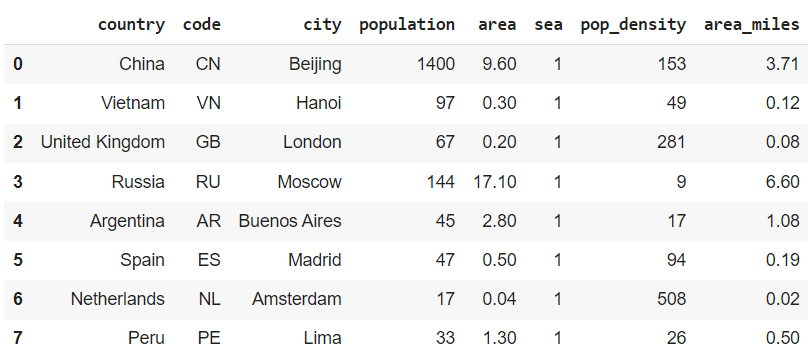 country code city population area sea pop_density area_miles
0 China CN Beijing 1400 9.60 1 153 3.71
1 Vietnam VN Hanoi 97 0.30 1 49 0.12
2 United Kingdom GB London 67 0.20 1 281 0.08
3 Russia RU Moscow 144 17.10 1 9 6.60
4 Argentina AR Buenos Aires 45 2.80 1 17 1.08
5 Spain ES Madrid 47 0.50 1 94 0.19
6 Netherlands NL Amsterdam 17 0.04 1 508 0.02
7 Peru PE Lima 33 1.30 1 26 0.50